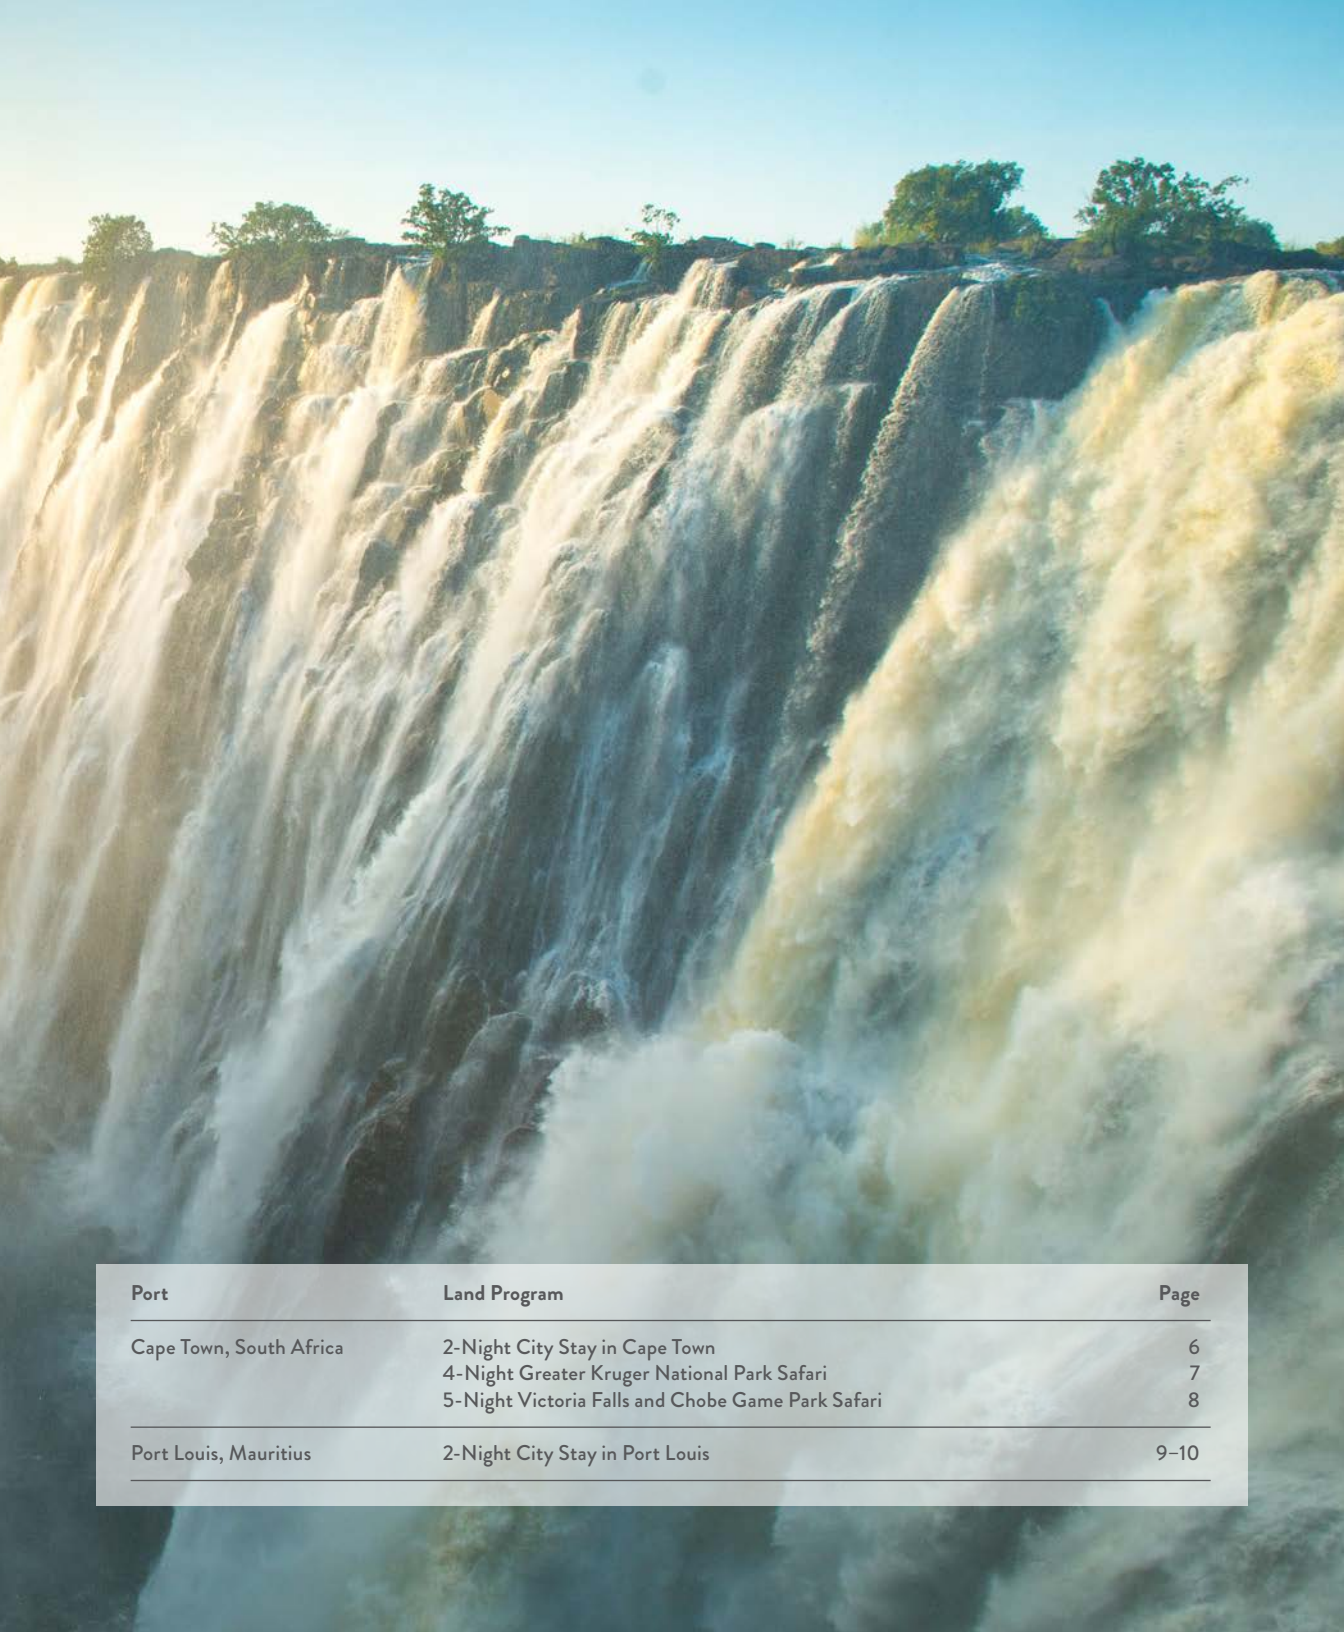 Port Land Program Page
Cape Town, South Africa 2-Night City Stay in Cape Town 6
4-Night Greater Kruger National Park Safari 7
5-Night Victoria Falls and Chobe Game Park Safari 8
Port Louis, Mauritius 2-Night City Stay in Port Louis 9–10